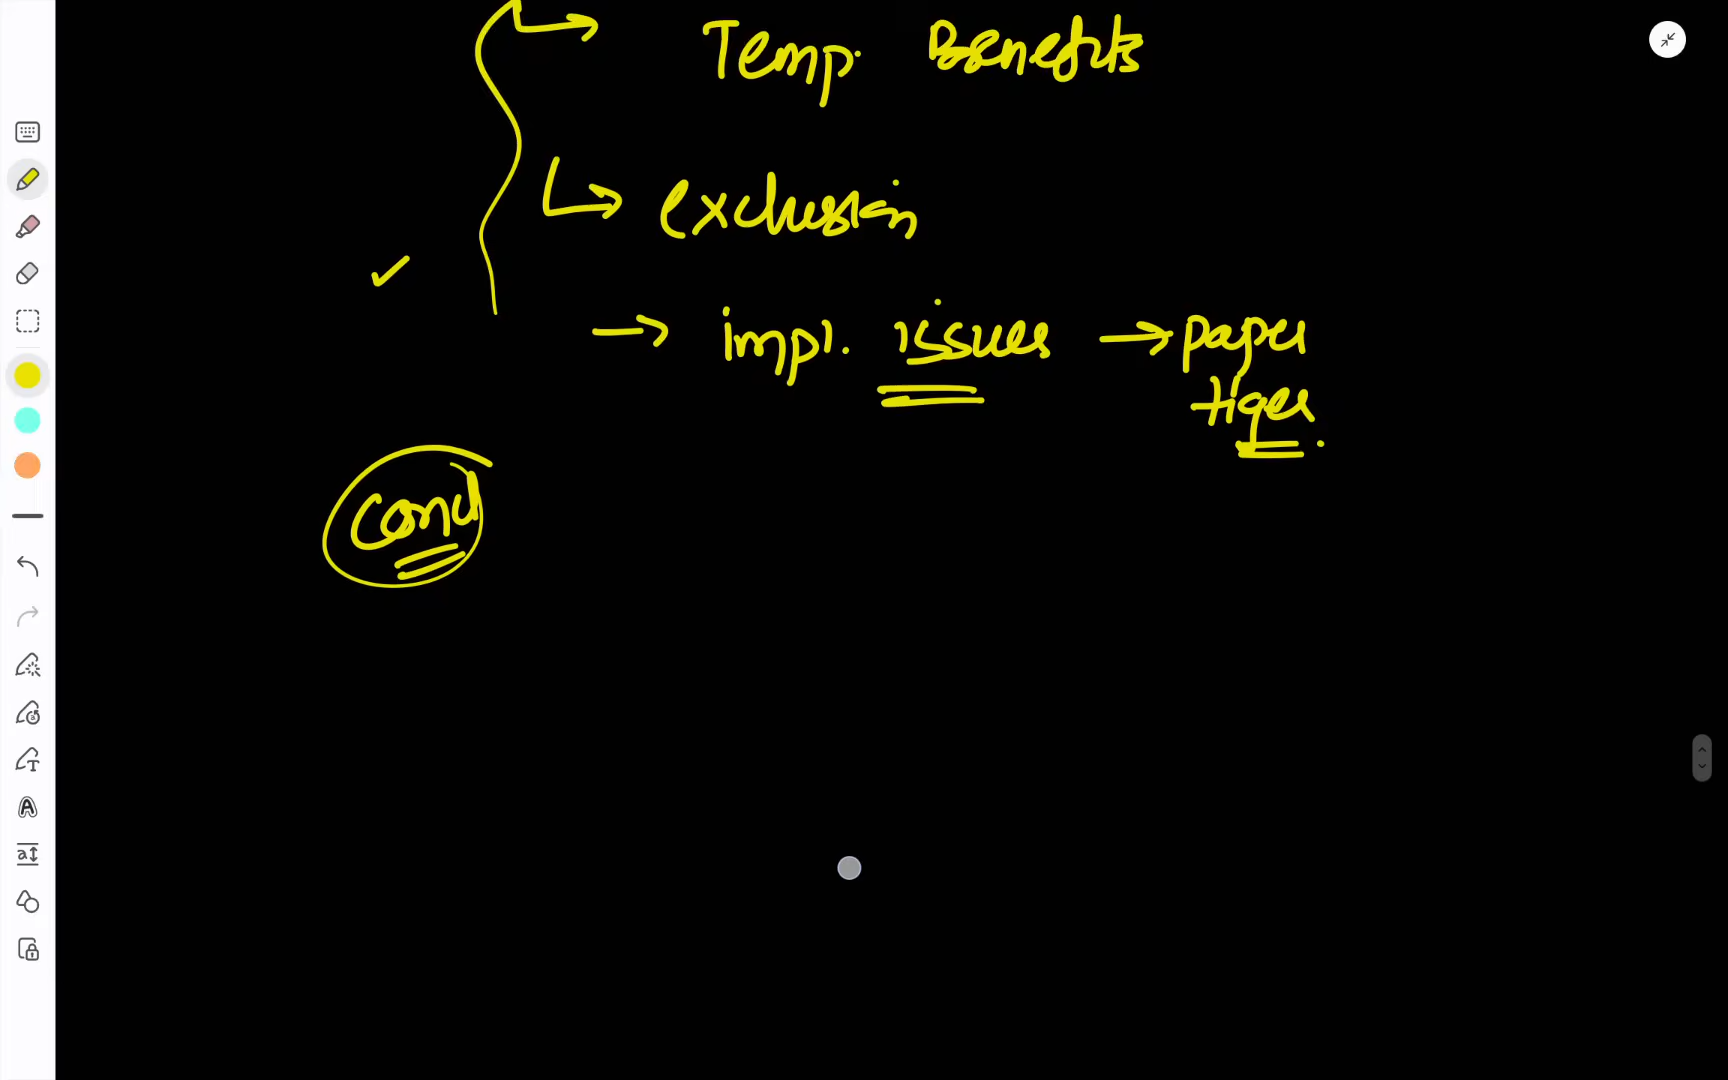 Temp. Benefits
exclusion
impl. issues → paper
tiger.
Concl